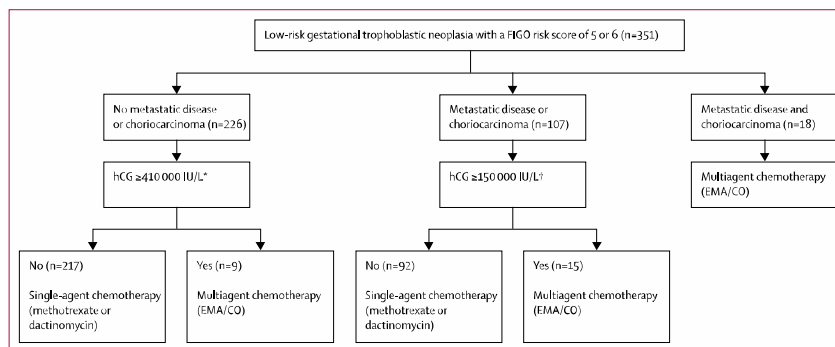 Low-risk gestational trophoblastic neoplasia with a FIGO risk score of 5 or 6 (n=351)
No metastatic disease
or choriocarcinoma (n=226)
Metastatic disease or
choriocarcinoma (n=107)
Metastatic disease and
choriocarcinoma (n=18)
hCG ≥410 000 IU/L*
hCG ≥150 000 IU/L†
Multiagent chemotherapy
(EMA/CO)
No (n=217)
Single-agent chemotherapy
(methotrexate or
dactinomycin)
Yes (n=9)
Multiagent chemotherapy
(EMA/CO)
No (n=92)
Single-agent chemotherapy
(methotrexate or
dactinomycin)
Yes (n=15)
Multiagent chemotherapy
(EMA/CO)